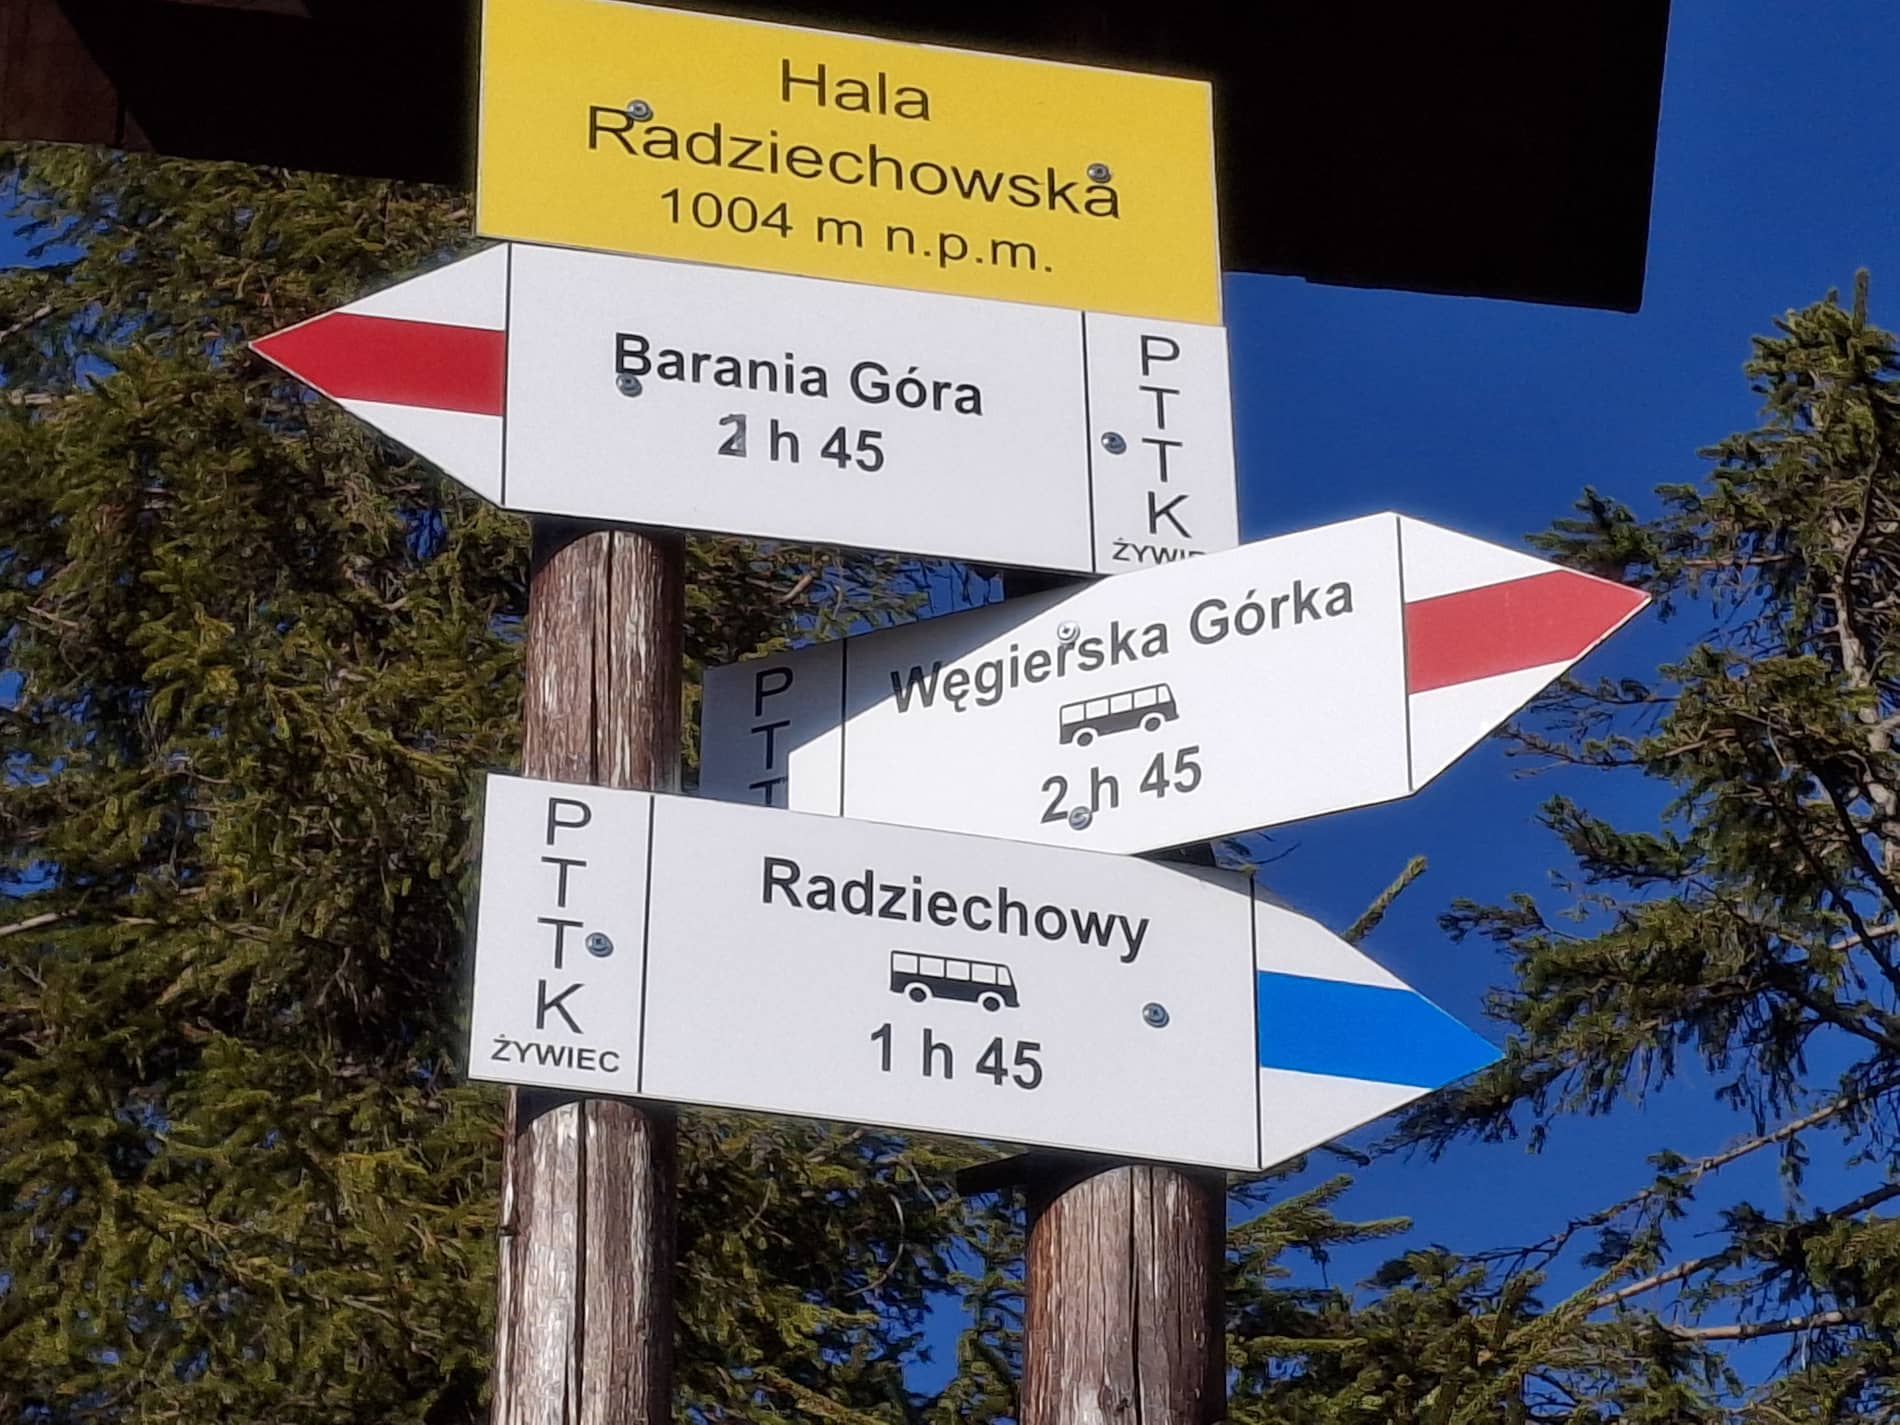 Hala
Radziechowska
1004 m n.p.m.
Barania Góra
h 45
PTTK
Węgierska Górka
2 h 45
PTT
Radziechowy
1 h 45
PTTK
ŻYWIEC